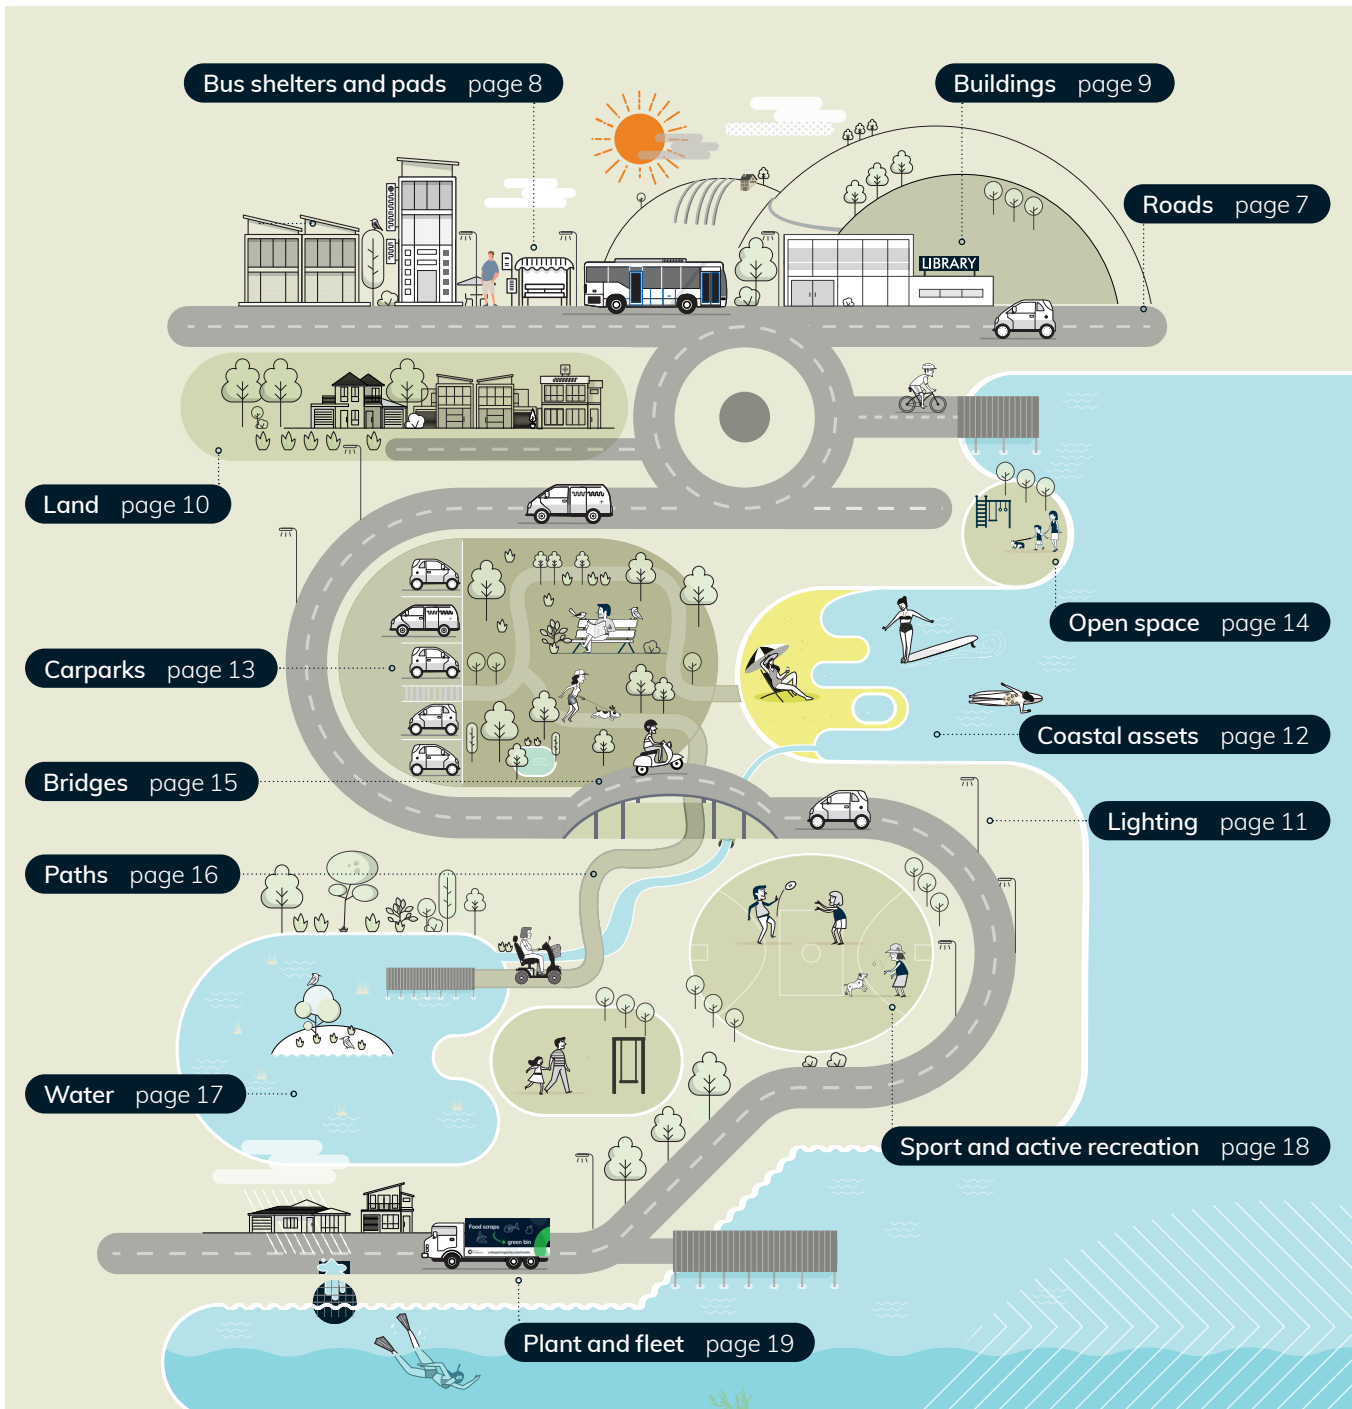 Bus shelters and pads page 8
Buildings page 9
Roads page 7
LIBRARY
Land page 10
Open space page 14
Carparks page 13
Coastal assets page 12
Bridges page 15
Lighting page 11
Paths page 16
Water page 17
Sport and active recreation page 18
Food scraps
green bin
Plant and fleet page 19